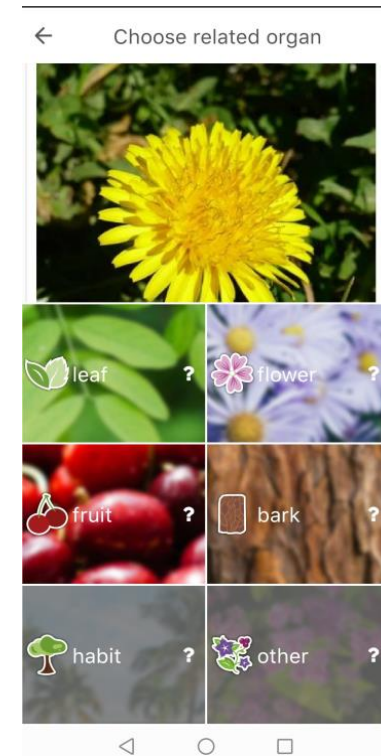 Choose related organ
leaf ? flower ?
fruit ? bark ?
habit ? other ?